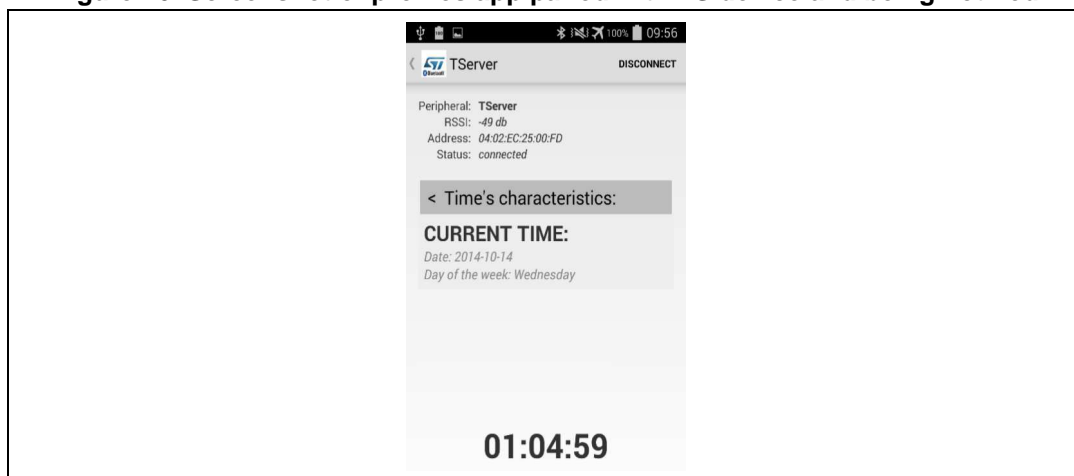 09:56
100%
TServer
DISCONNECT
Peripheral: TServer
RSSI: -49 db
Address: 04:02:EC:25:00:FD
Status: connected
< Time's characteristics:
CURRENT TIME:
Date: 2014-10-14
Day of the week: Wednesday
01:04:59